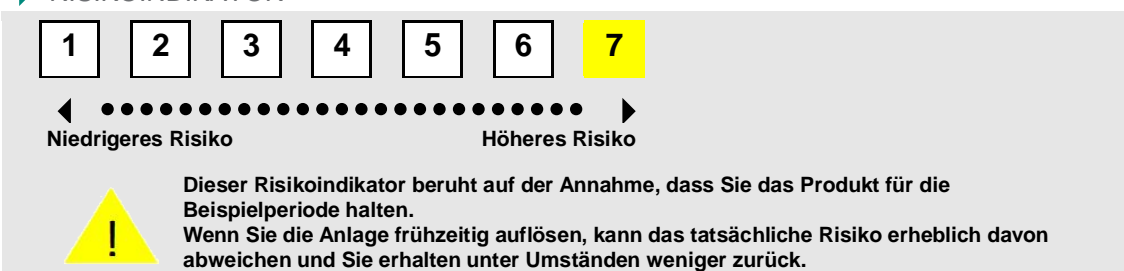 RISIKOINDIKATOR
1 2 3 4 5 6 7
Niedrigeres Risiko Höheres Risiko
Dieser Risikoindikator beruht auf der Annahme, dass Sie das Produkt für die
Beispielperiode halten.
Wenn Sie die Anlage frühzeitig auflösen, kann das tatsächliche Risiko erheblich davon
abweichen und Sie erhalten unter Umständen weniger zurück.